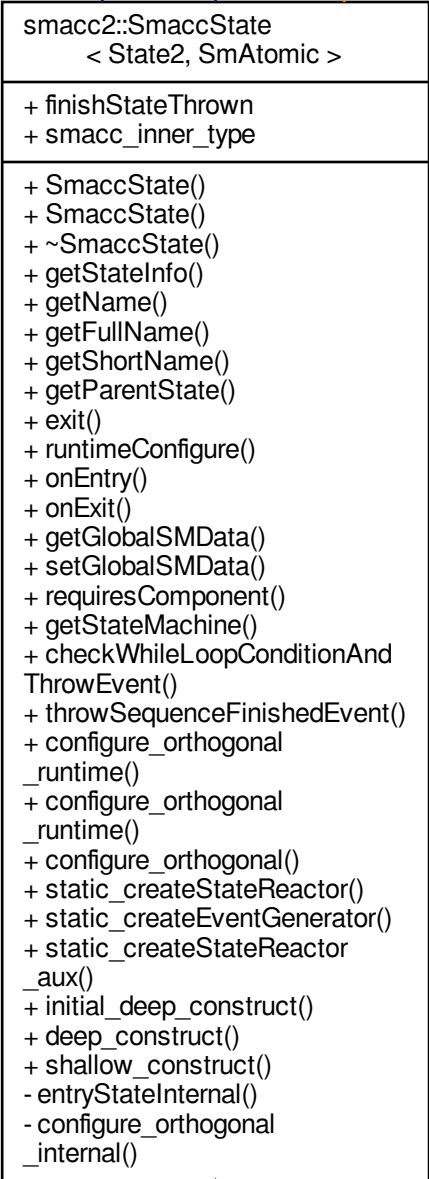 smacc2::SmaccState
< State2, SmAtomic >
+ finishStateThrown
+ smacc_inner_type
+ SmaccState()
+ SmaccState()
+ ~SmaccState()
+ getStateInfo()
+ getName()
+ getFullName()
+ getShortName()
+ getParentState()
+ exit()
+ runtimeConfigure()
+ onEntry()
+ onExit()
+ getGlobalSMData()
+ setGlobalSMData()
+ requiresComponent()
+ getStateMachine()
+ checkWhileLoopConditionAnd
ThrowEvent()
+ throwSequenceFinishedEvent()
+ configure_orthogonal
_runtime()
+ configure_orthogonal
_runtime()
+ configure_orthogonal()
+ static_createStateReactor()
+ static_createEventGenerator()
+ static_createStateReactor
_aux()
+ initial_deep_construct()
+ deep_construct()
+ shallow_construct()
- entryStateInternal()
- configure_orthogonal
_internal()